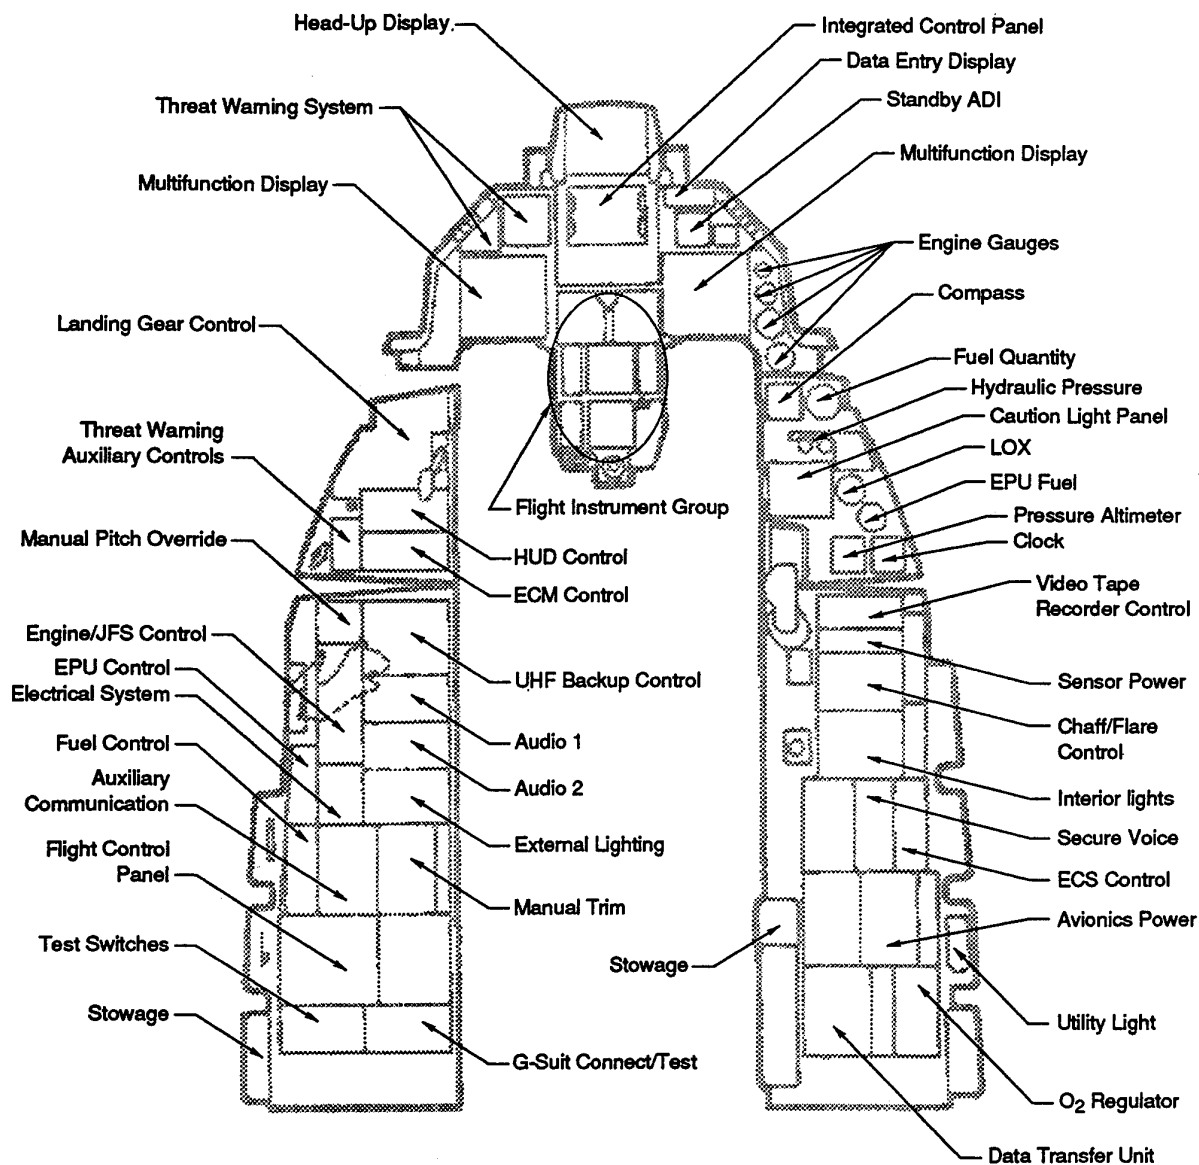 Head-Up Display
Integrated Control Panel
Data Entry Display
Threat Warning System
Standby ADI
Multifunction Display
Multifunction Display
Engine Gauges
Compass
Landing Gear Control
Fuel Quantity
Hydraulic Pressure
Caution Light Panel
Threat Warning
Auxiliary Controls
LOX
EPU Fuel
Flight Instrument Group
Pressure Altimeter
Manual Pitch Override
Clock
HUD Control
ECM Control
Video Tape
Recorder Control
Engine/JFS Control
EPU Control
Electrical System
UHF Backup Control
Sensor Power
Fuel Control
Audio 1
Chaff/Flare
Control
Auxiliary
Communication
Audio 2
Interior lights
External Lighting
Secure Voice
Flight Control
Panel
ECS Control
Manual Trim
Avionics Power
Test Switches
Stowage
Stowage
Utility Light
G-Suit Connect/Test
O2 Regulator
Data Transfer Unit